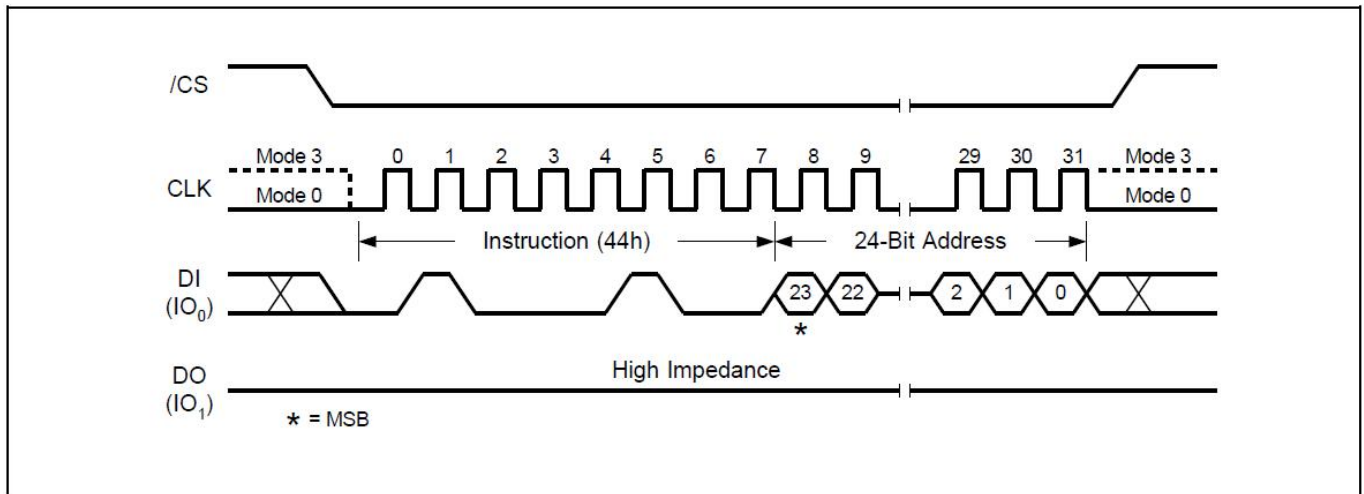 /CS
Mode 3 0 1 2 3 4 5 6 7 8 9 29 30 31 Mode 3
CLK
Mode 0 Mode 0
Instruction (44h) 24-Bit Address
DI
(IO0)
23 22 2 1 0
*
High Impedance
DO
(IO1)
* = MSB